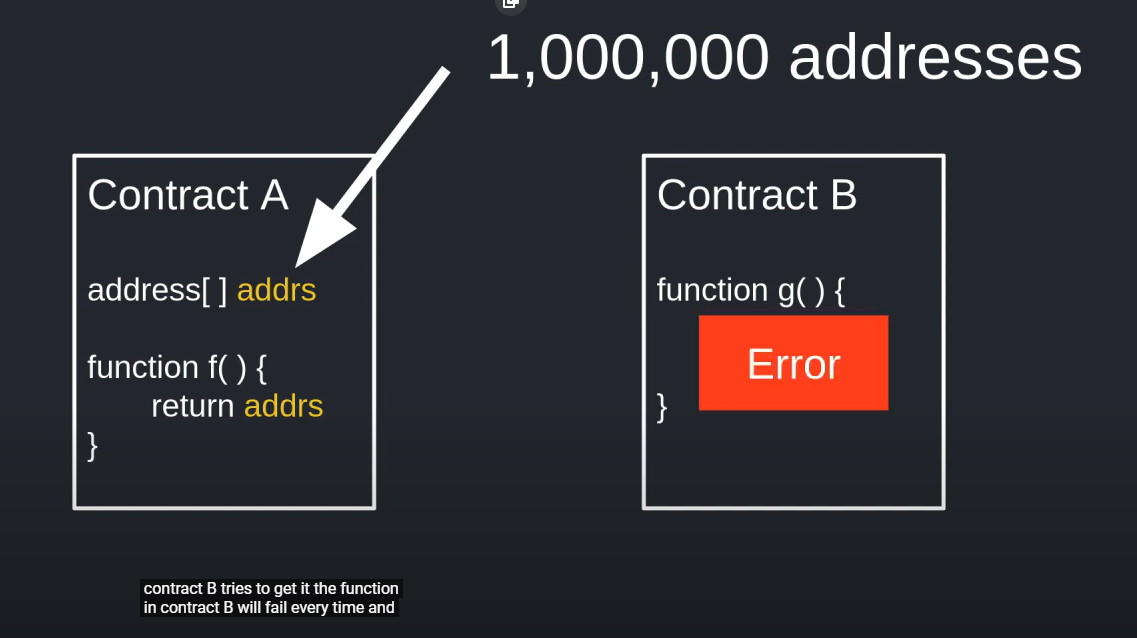 1,000,000 addresses
Contract A
address[ ] addrs
function f( ) {
return addrs
}
Contract B
function g( ) {
Error
}
contract B tries to get it the function
in contract B will fail every time and